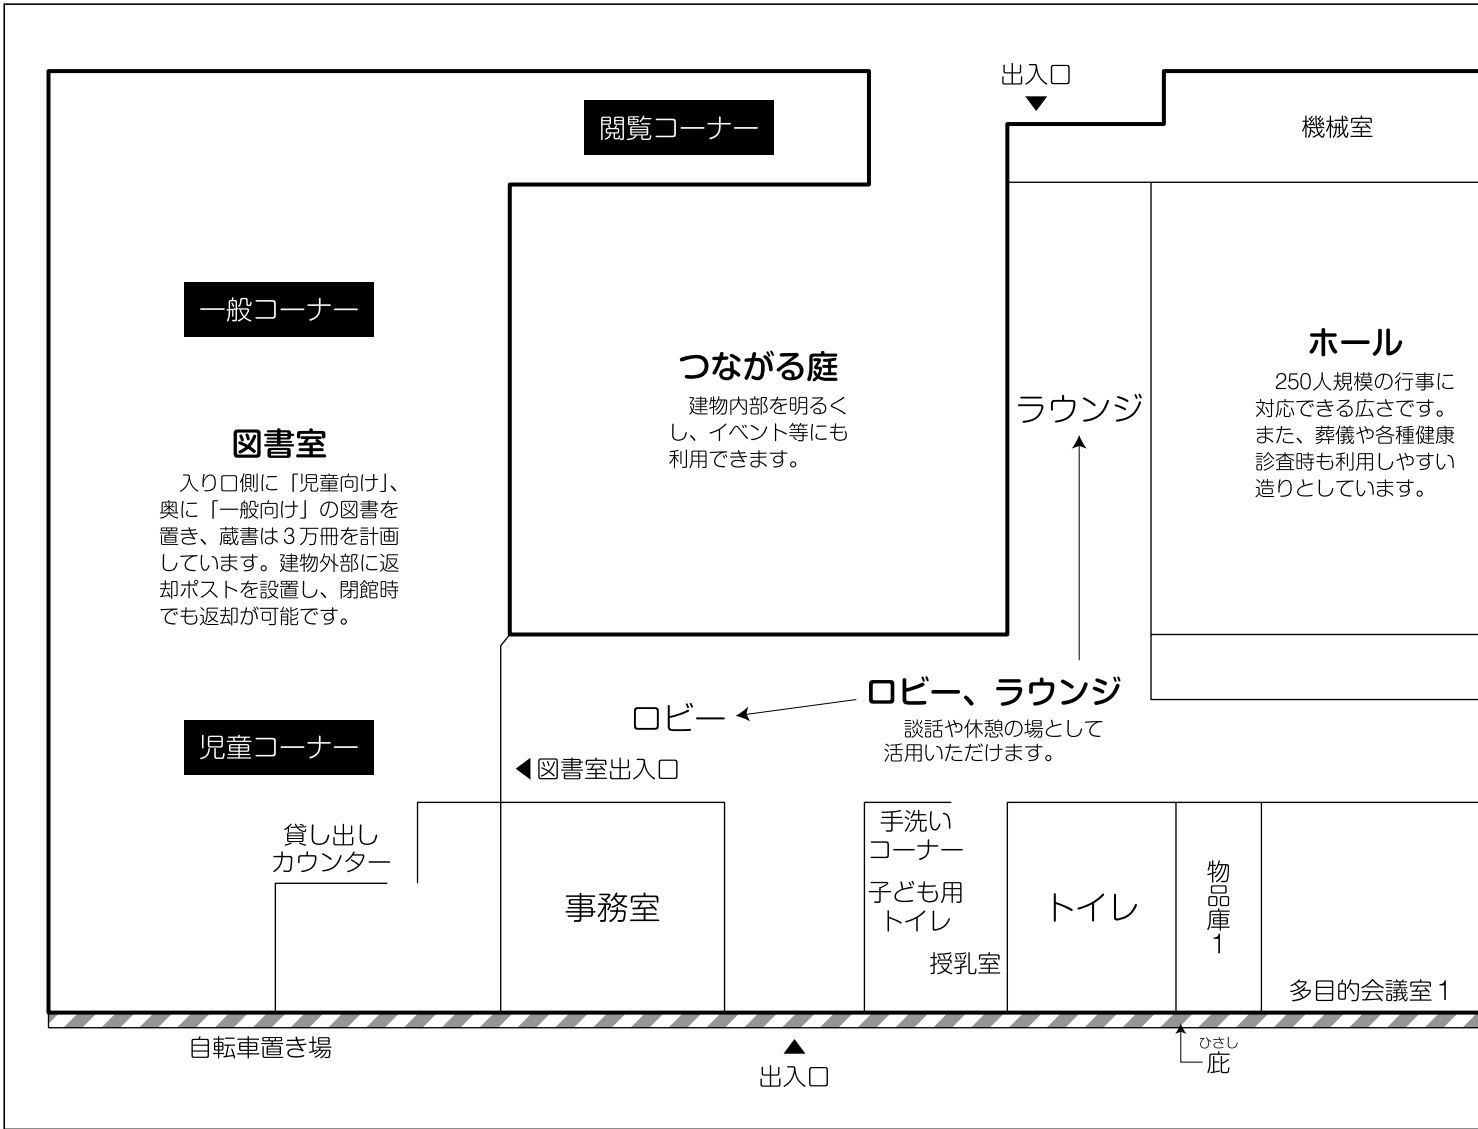 出入口
閲覧コーナー
機械室
一般コーナー
つながる庭
建物内部を明るく
し、イベント等にも
利用できます。
ラウンジ
ホール
250人規模の行事に
対応できる広さです。
また、葬儀や各種健康
診査時も利用しやすい
造りとしています。
図書室
入り口側に「児童向け」、
奥に「一般向け」の図書を
置き、蔵書は3万冊を計画
しています。建物外部に返
却ポストを設置し、閉館時
でも返却が可能です。
ロビー、ラウンジ
談話や休憩の場として
活用いただけます。
ロビー
児童コーナー
図書室出入口
貸し出し
カウンター
事務室
手洗い
コーナー
子ども用
トイレ
授乳室
トイレ
物品庫1
多目的会議室1
自転車置き場
出入口
ひさし
庇